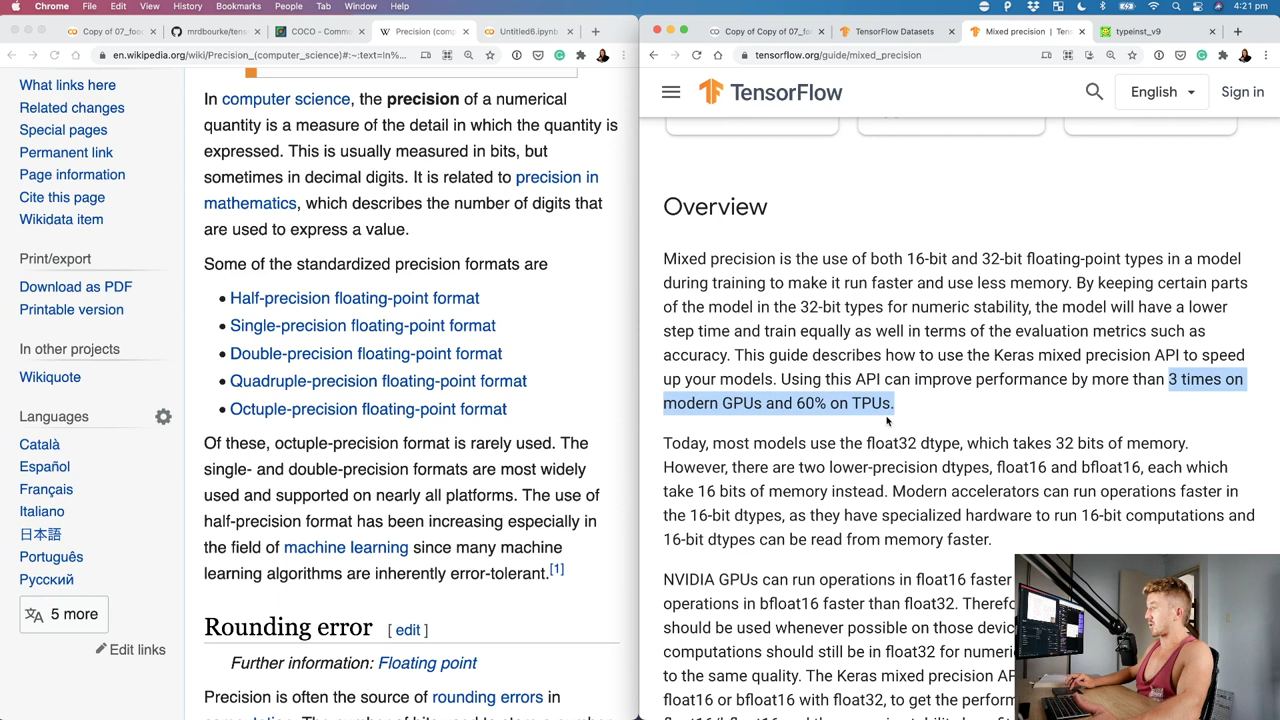 Chrome File Edit View History Bookmarks People Tab Window Help 4:21 pm
Copy of 07_foo mrdbourke/tens COCO - Comm Precision (comp Untitled6.ipynb
en.wikipedia.org/wiki/Precision_(computer_science)#:~:text=In%...
What links here
Related changes
Special pages
Permanent link
Page information
Cite this page
Wikidata item
Print/export
Download as PDF
Printable version
In other projects
Wikiquote
Languages
Català
Español
Français
Italiano
日本語
Português
Русский
5 more
Edit links
In computer science, the precision of a numerical
quantity is a measure of the detail in which the quantity is
expressed. This is usually measured in bits, but
sometimes in decimal digits. It is related to precision in
mathematics, which describes the number of digits that
are used to express a value.
Some of the standardized precision formats are
• Half-precision floating-point format
• Single-precision floating-point format
• Double-precision floating-point format
• Quadruple-precision floating-point format
• Octuple-precision floating-point format
Of these, octuple-precision format is rarely used. The
single- and double-precision formats are most widely
used and supported on nearly all platforms. The use of
half-precision format has been increasing especially in
the field of machine learning since many machine
learning algorithms are inherently error-tolerant.[1]
Rounding error [ edit ]
Further information: Floating point
Precision is often the source of rounding errors in
Copy of Copy of 07_f TensorFlow Datasets Mixed precision | Tens typeinst_v9
tensorflow.org/guide/mixed_precision
TensorFlow English Sign in
Overview
Mixed precision is the use of both 16-bit and 32-bit floating-point types in a model
during training to make it run faster and use less memory. By keeping certain parts
of the model in the 32-bit types for numeric stability, the model will have a lower
step time and train equally as well in terms of the evaluation metrics such as
accuracy. This guide describes how to use the Keras mixed precision API to speed
up your models. Using this API can improve performance by more than 3 times on
modern GPUs and 60% on TPUs.
Today, most models use the float32 dtype, which takes 32 bits of memory.
However, there are two lower-precision dtypes, float16 and bfloat16, each which
take 16 bits of memory instead. Modern accelerators can run operations faster in
the 16-bit dtypes, as they have specialized hardware to run 16-bit computations and
16-bit dtypes can be read from memory faster.
NVIDIA GPUs can run operations in float16 faster
operations in bfloat16 faster than float32. Therefo
should be used whenever possible on those devic
computations should still be in float32 for numeri
to the same quality. The Keras mixed precision AP
float16 or bfloat16 with float32, to get the perform